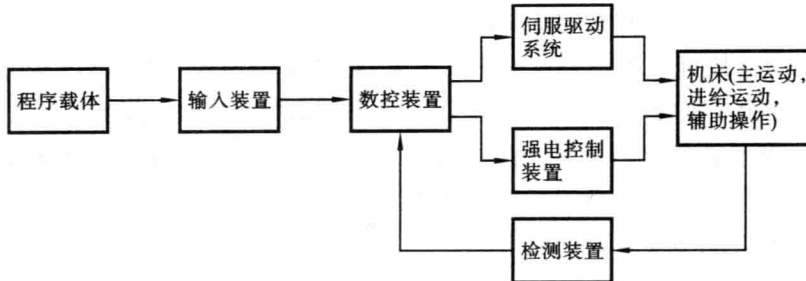 程序载体
输入装置
数控装置
伺服驱动
系统
强电控制
装置
机床(主运动,
进给运动,
辅助操作)
检测装置